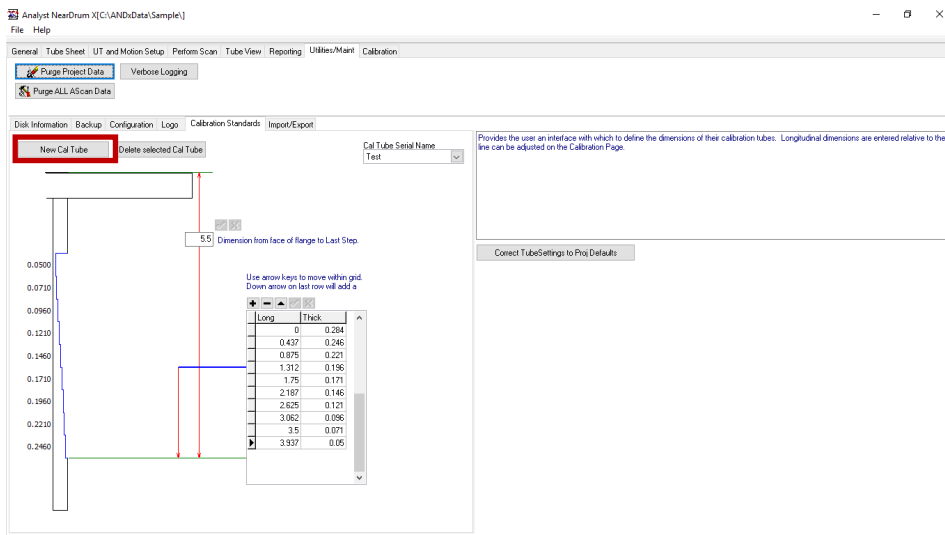 Analyst NearDrum X[C:\ANDxData\Sample\]
File Help
General Tube Sheet UT and Motion Setup Perform Scan Tube View Reporting Utilities/Maint Calibration
Purge Project Data Verbose Logging
Purge ALL AScan Data
Disk Information Backup Configuration Logo Calibration Standards Import/Export
New Cal Tube Delete selected Cal Tube
Cal Tube Serial Name
Test
Provides the user an interface with which to define the dimensions of their calibration tubes. Longitudinal dimensions are entered relative to the
line can be adjusted on the Calibration Page.
5.5 Dimension from face of flange to Last Step.
Correct TubeSettings to Proj Defaults
Use arrow keys to move within grid.
Down arrow on last row will add a
Long Thick
0 0.284
0.437 0.246
0.875 0.221
1.312 0.196
1.75 0.171
2.187 0.146
2.625 0.121
3.062 0.096
3.5 0.071
3.937 0.05
0.0500
0.0710
0.0960
0.1210
0.1460
0.1710
0.1960
0.2210
0.2460